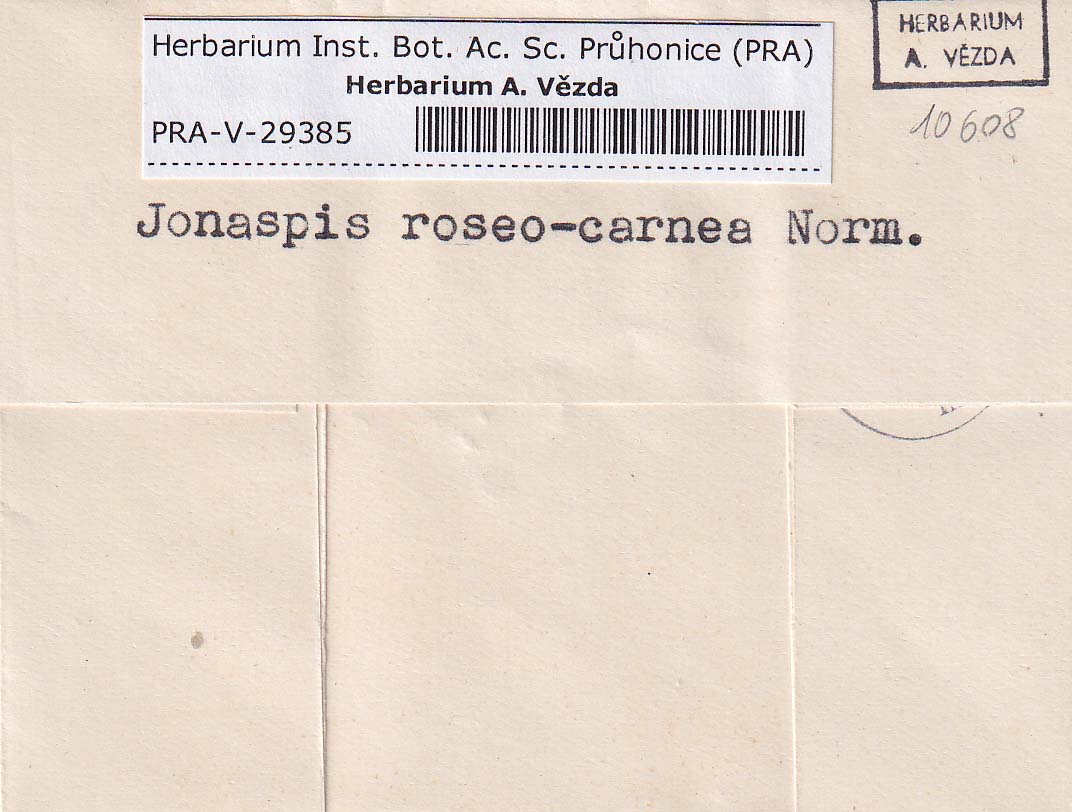 Herbarium Inst. Bot. Ac. Sc. Průhonice (PRA)
Herbarium A. Vězda
PRA-V-29385
HERBARIUM
A. VĚZDA
10608
Jonaspis roseo-carnea Norm.